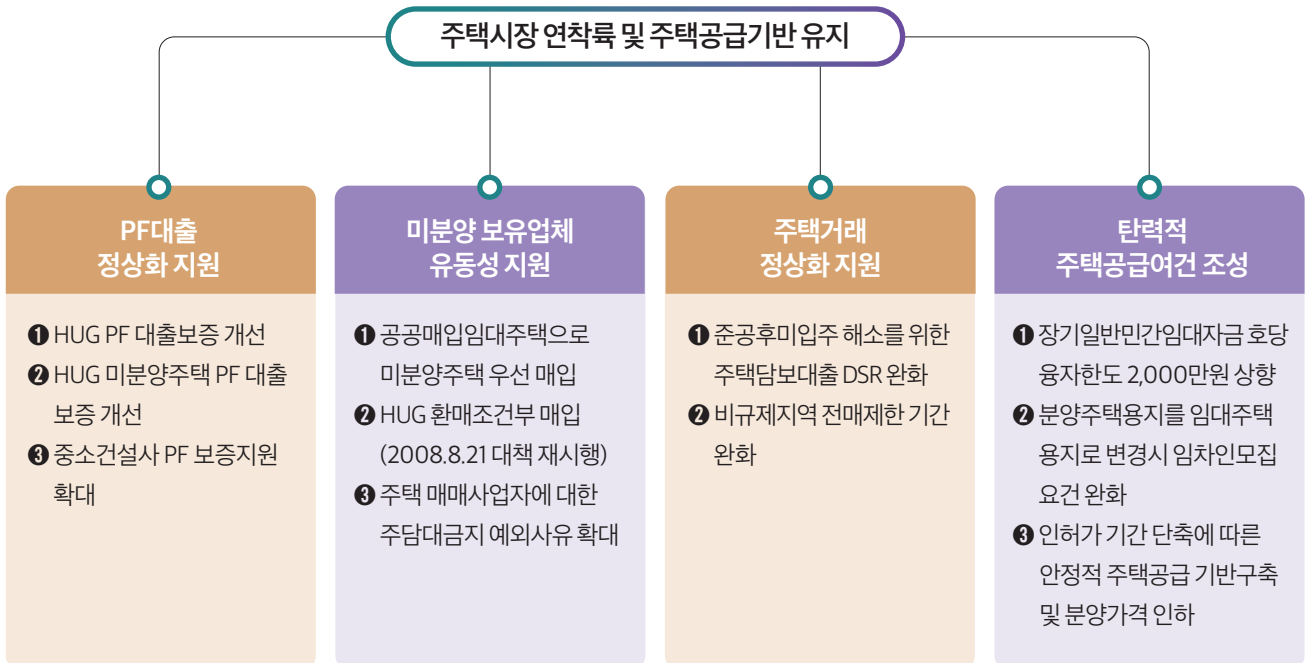 주택시장 연착륙 및 주택공급기반 유지
PF대출
정상화 지원
❶ HUG PF 대출보증 개선
❷ HUG 미분양주택 PF 대출
보증 개선
❸ 중소건설사 PF 보증지원
확대
미분양 보유업체
유동성 지원
❶ 공공매입임대주택으로
미분양주택 우선 매입
❷ HUG 환매조건부 매입
(2008.8.21 대책 재시행)
❸ 주택 매매사업자에 대한
주담대금지 예외사유 확대
주택거래
정상화 지원
❶ 준공후미입주 해소를 위한
주택담보대출 DSR 완화
❷ 비규제지역 전매제한 기간
완화
탄력적
주택공급여건 조성
❶ 장기일반민간임대자금 호당
융자한도 2,000만원 상향
❷ 분양주택용지를 임대주택
용지로 변경시 임차인모집
요건 완화
❸ 인허가 기간 단축에 따른
안정적 주택공급 기반구축
및 분양가격 인하